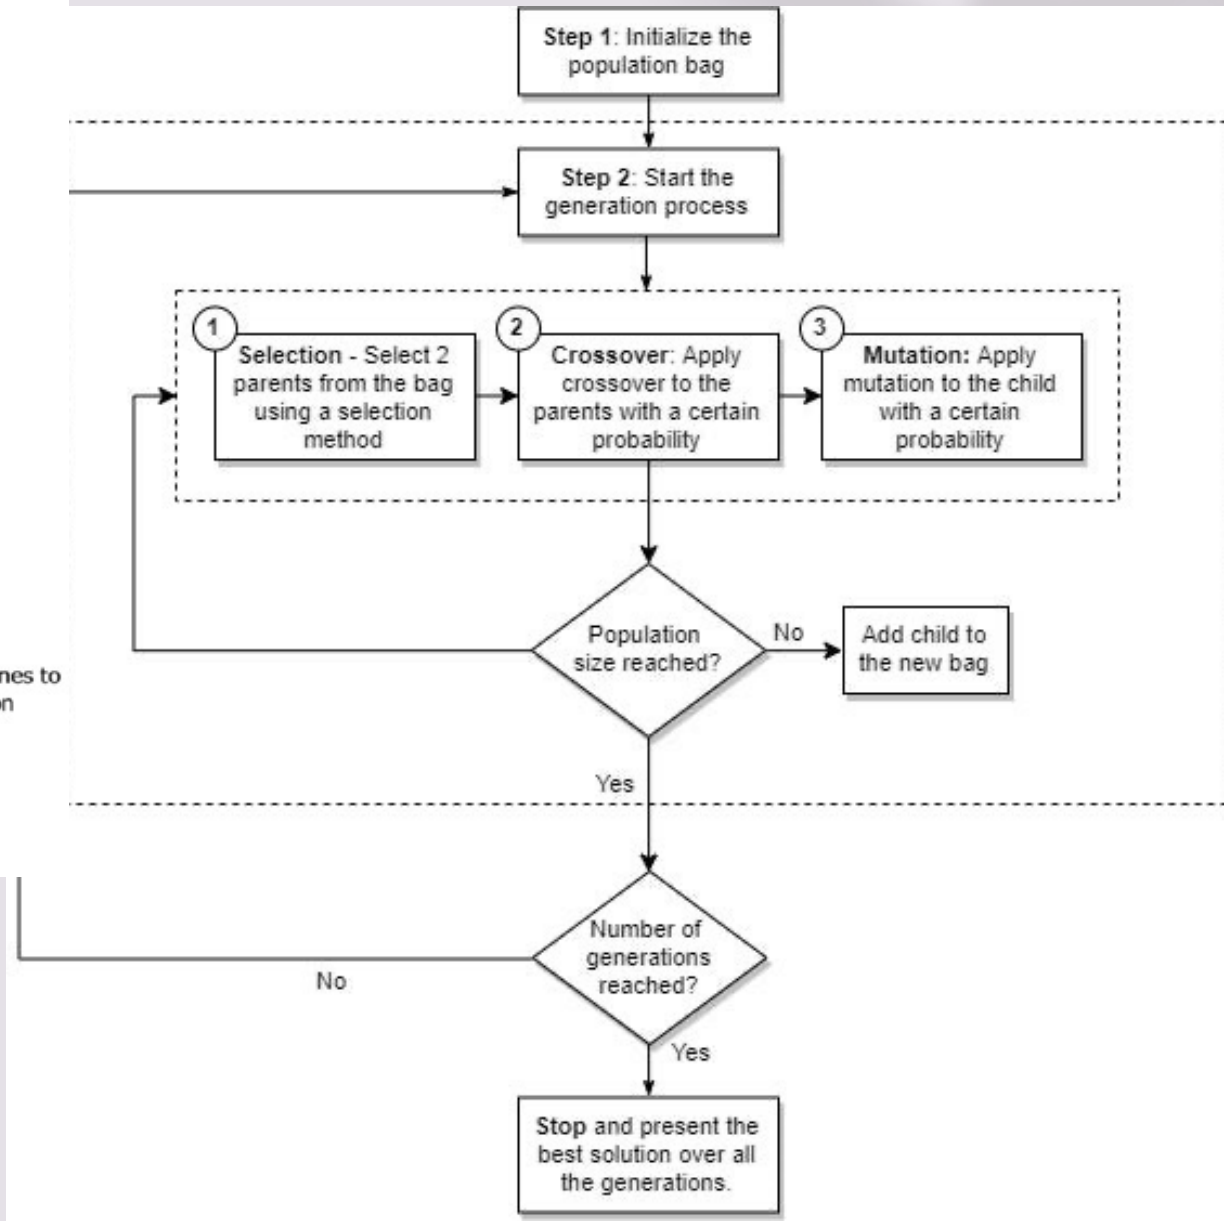 Step 1: Initialize the
population bag
Step 2: Start the
generation process
1
Selection - Select 2
parents from the bag
using a selection
method
2
Crossover: Apply
crossover to the
parents with a certain
probability
3
Mutation: Apply
mutation to the child
with a certain
probability
Population
size reached?
No
Add child to
the new bag
to
Yes
Number of
generations
reached?
No
Yes
Stop and present the
best solution over all
the generations.